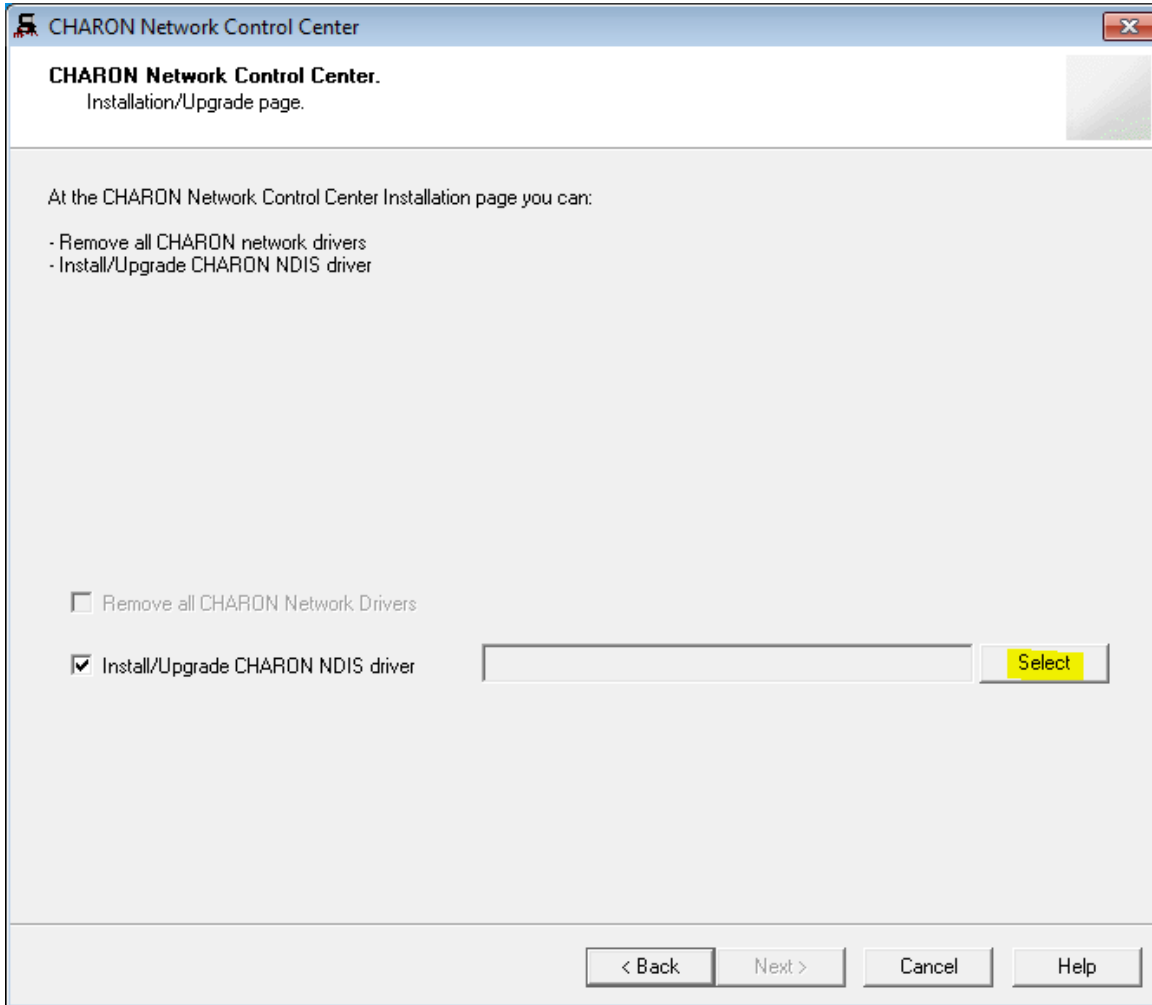 CHARON Network Control Center
CHARON Network Control Center.
Installation/Upgrade page.
At the CHARON Network Control Center Installation page you can:
- Remove all CHARON network drivers
- Install/Upgrade CHARON NDIS driver
Remove all CHARON Network Drivers
Install/Upgrade CHARON NDIS driver
Select
< Back
Next >
Cancel
Help